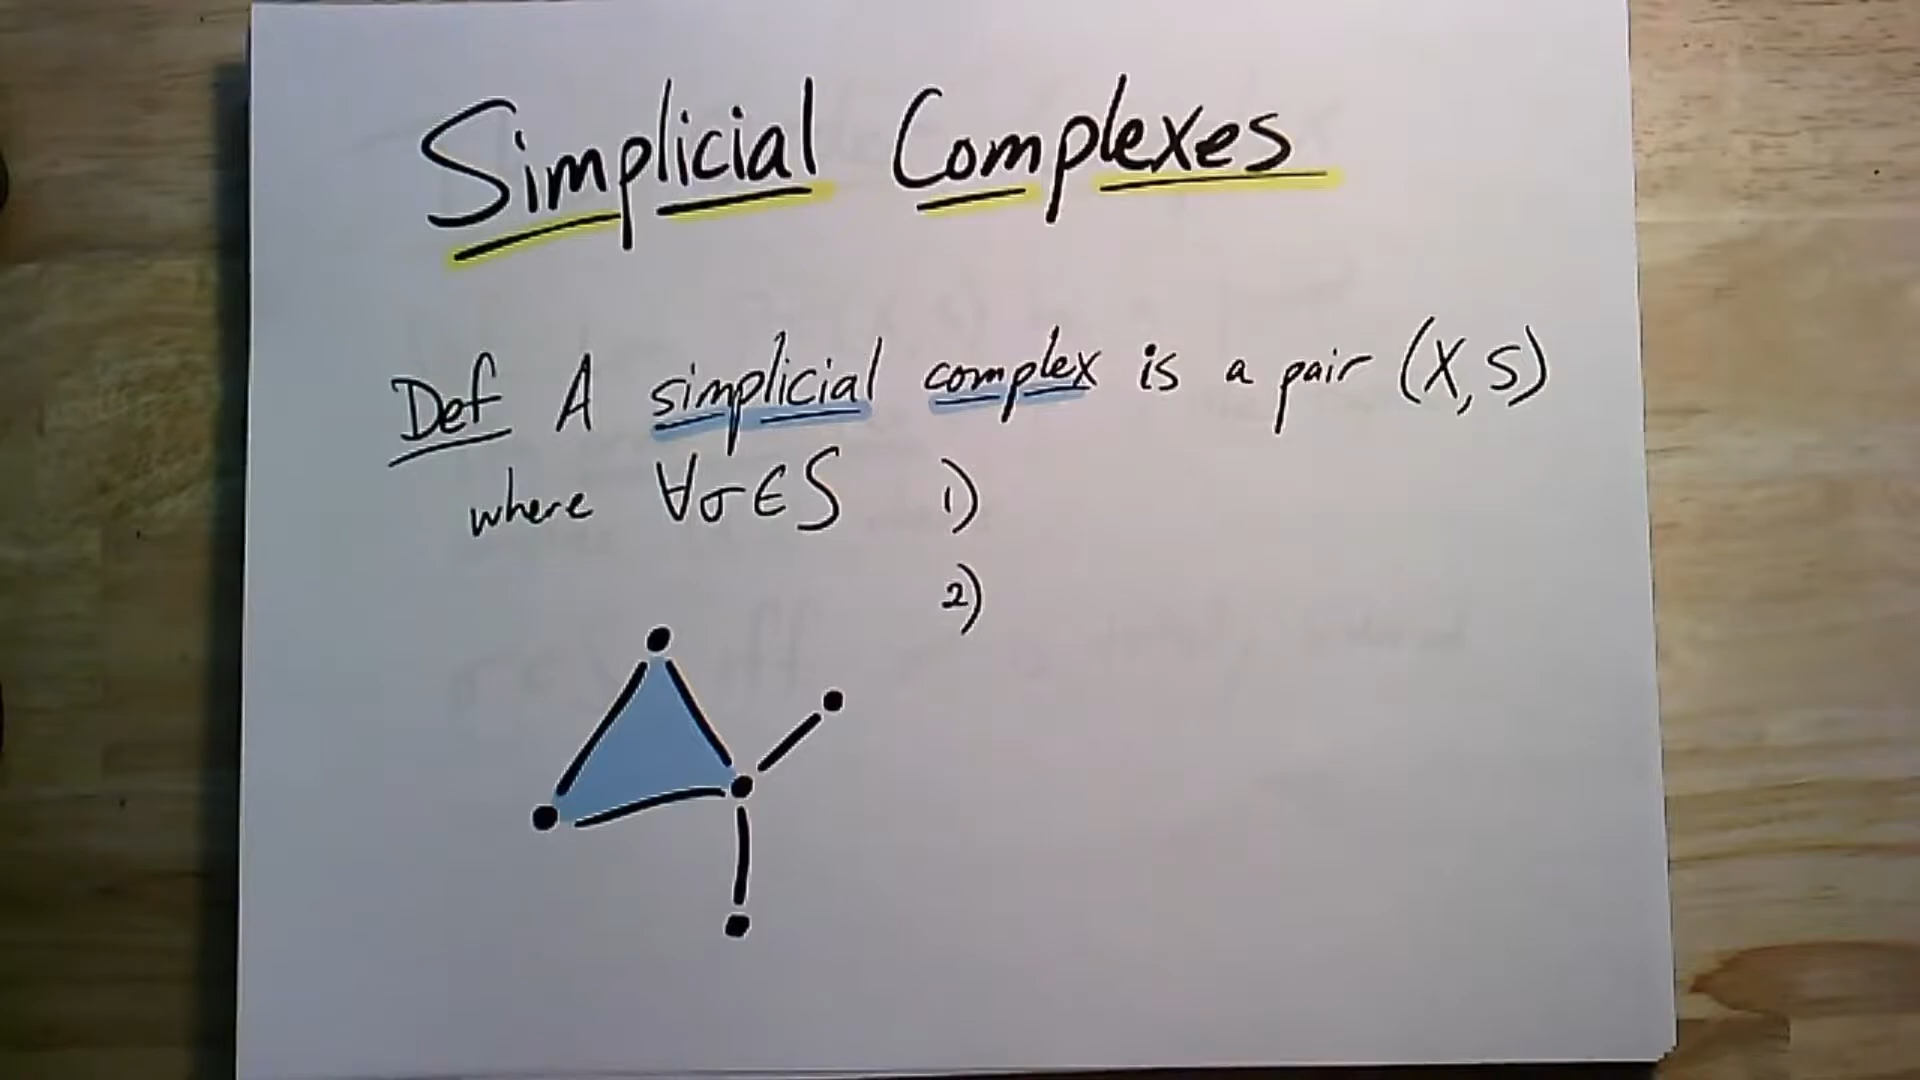 Simplicial Complexes
Def A simplicial complex is a pair (X, S)
where ∀σ∈S 1)
2)